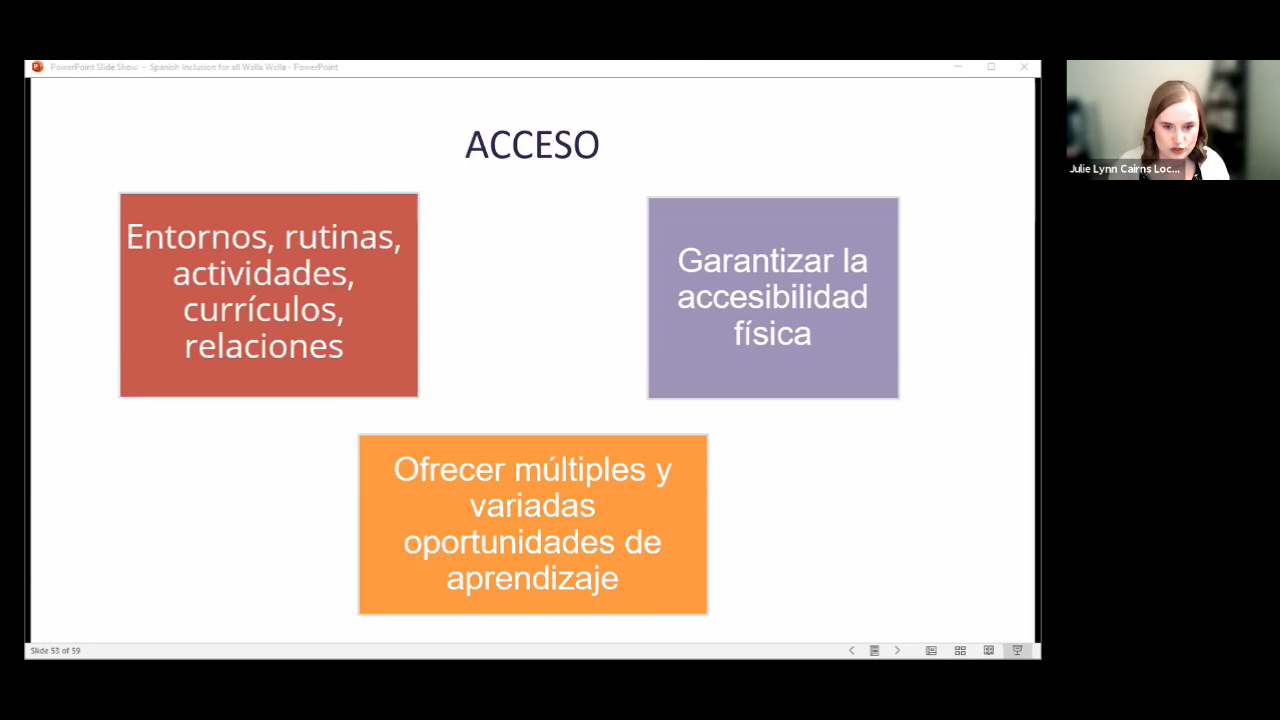 PowerPoint Slide Show - Spanish Inclusion for all Walla Walla - PowerPoint
ACCESO
Entornos, rutinas,
actividades,
currículos,
relaciones
Garantizar la
accesibilidad
física
Ofrecer múltiples y
variadas
oportunidades de
aprendizaje
Julie Lynn Cairns Loc...
Slide 53 of 59